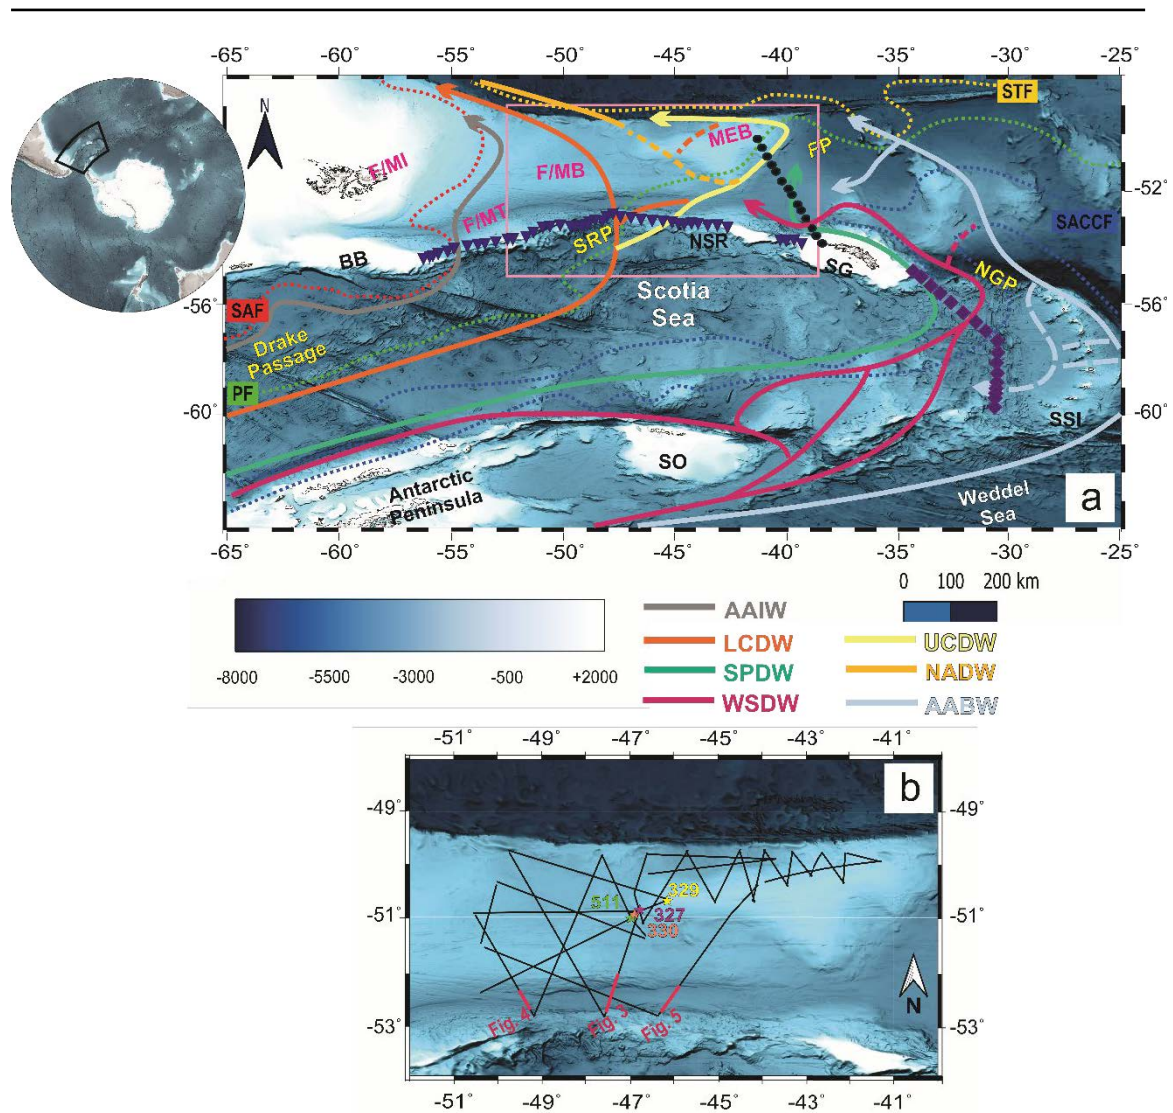 -65° -60° -55° -50° -45° -40° -35° -30° -25°
N
STF
MEB
FP
F/MI
F/MB
-52°
-52°
F/MT
SACCF
SRP
NSR
BB
SG
NGP
Scotia
Sea
-56°
-56°
SAF
Drake
Passage
PF
-60°
-60°
SSI
SO
Antarctic
Peninsula
Weddel
Sea
a
-65° -60° -55° -50° -45° -40° -35° -30° -25°
0 100 200 km
AAIW
LCDW UCDW
SPDW NADW
WSDW AABW
-8000 -5500 -3000 -500 +2000
-51° -49° -47° -45° -43° -41°
b
-49° -49°
329
511
-51° 327 -51°
330
N
Fig. 4 Fig. 3 Fig. 5
-53° -53°
-51° -49° -47° -45° -43° -41°